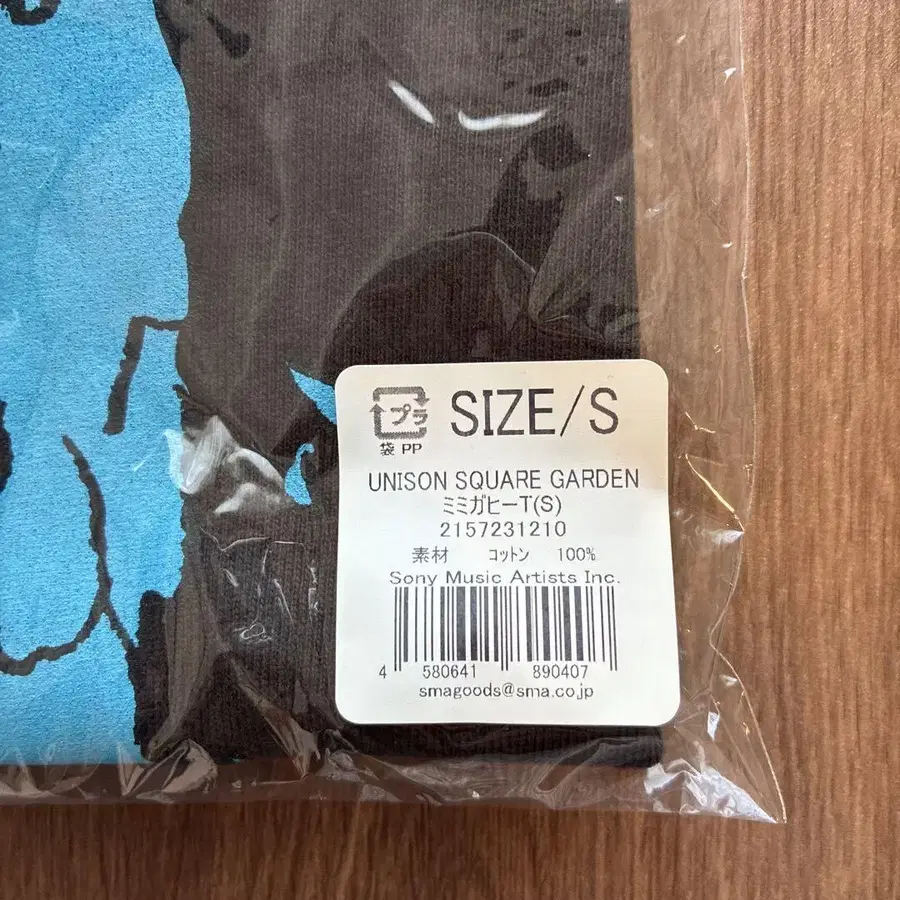 プラ
袋 PP
SIZE/S
UNISON SQUARE GARDEN
ミミガヒーT(S)
2157231210
素材 コットン 100%
Sony Music Artists Inc.
4 580641 890407
smagoods@sma.co.jp